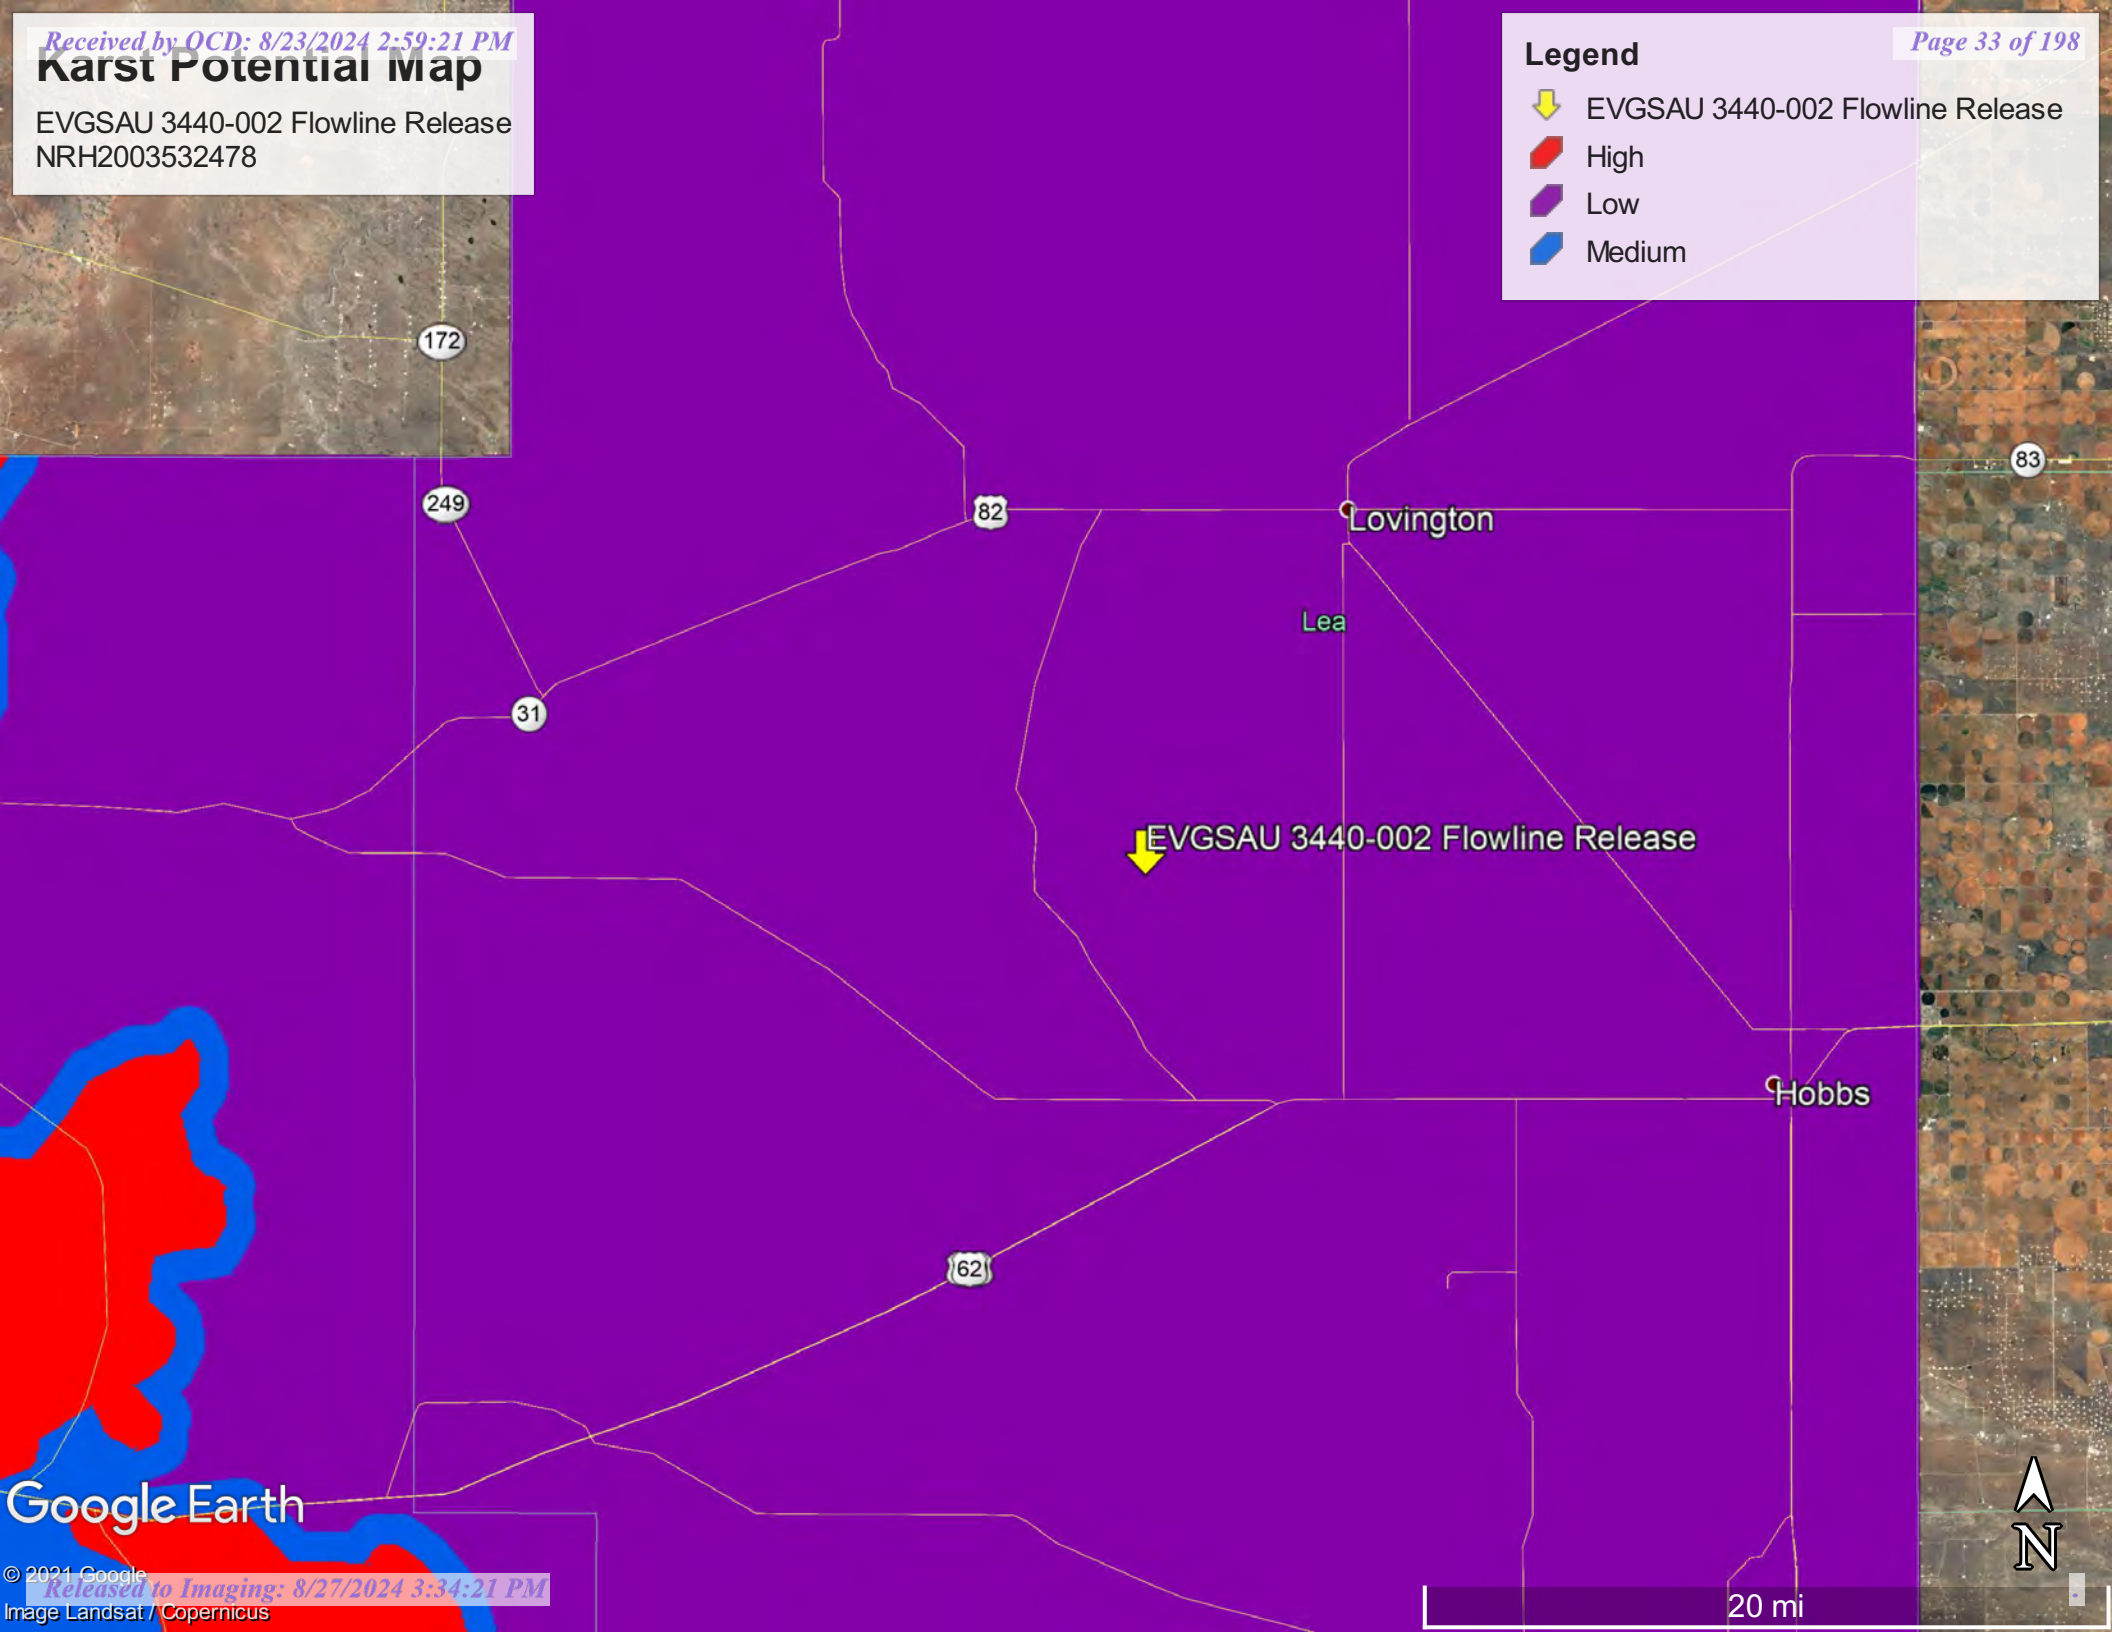 Received by OCD: 8/23/2024 2:59:21 PM
Karst Potential Map
EVGSAU 3440-002 Flowline Release
NRH2003532478
Page 33 of 198
Legend
EVGSAU 3440-002 Flowline Release
High
Low
Medium
172
83
249
82
Lovington
Lea
31
EVGSAU 3440-002 Flowline Release
Hobbs
62
Google Earth
N
© 2021 Google
Released to Imaging: 8/27/2024 3:34:21 PM
Image Landsat / Copernicus
20 mi